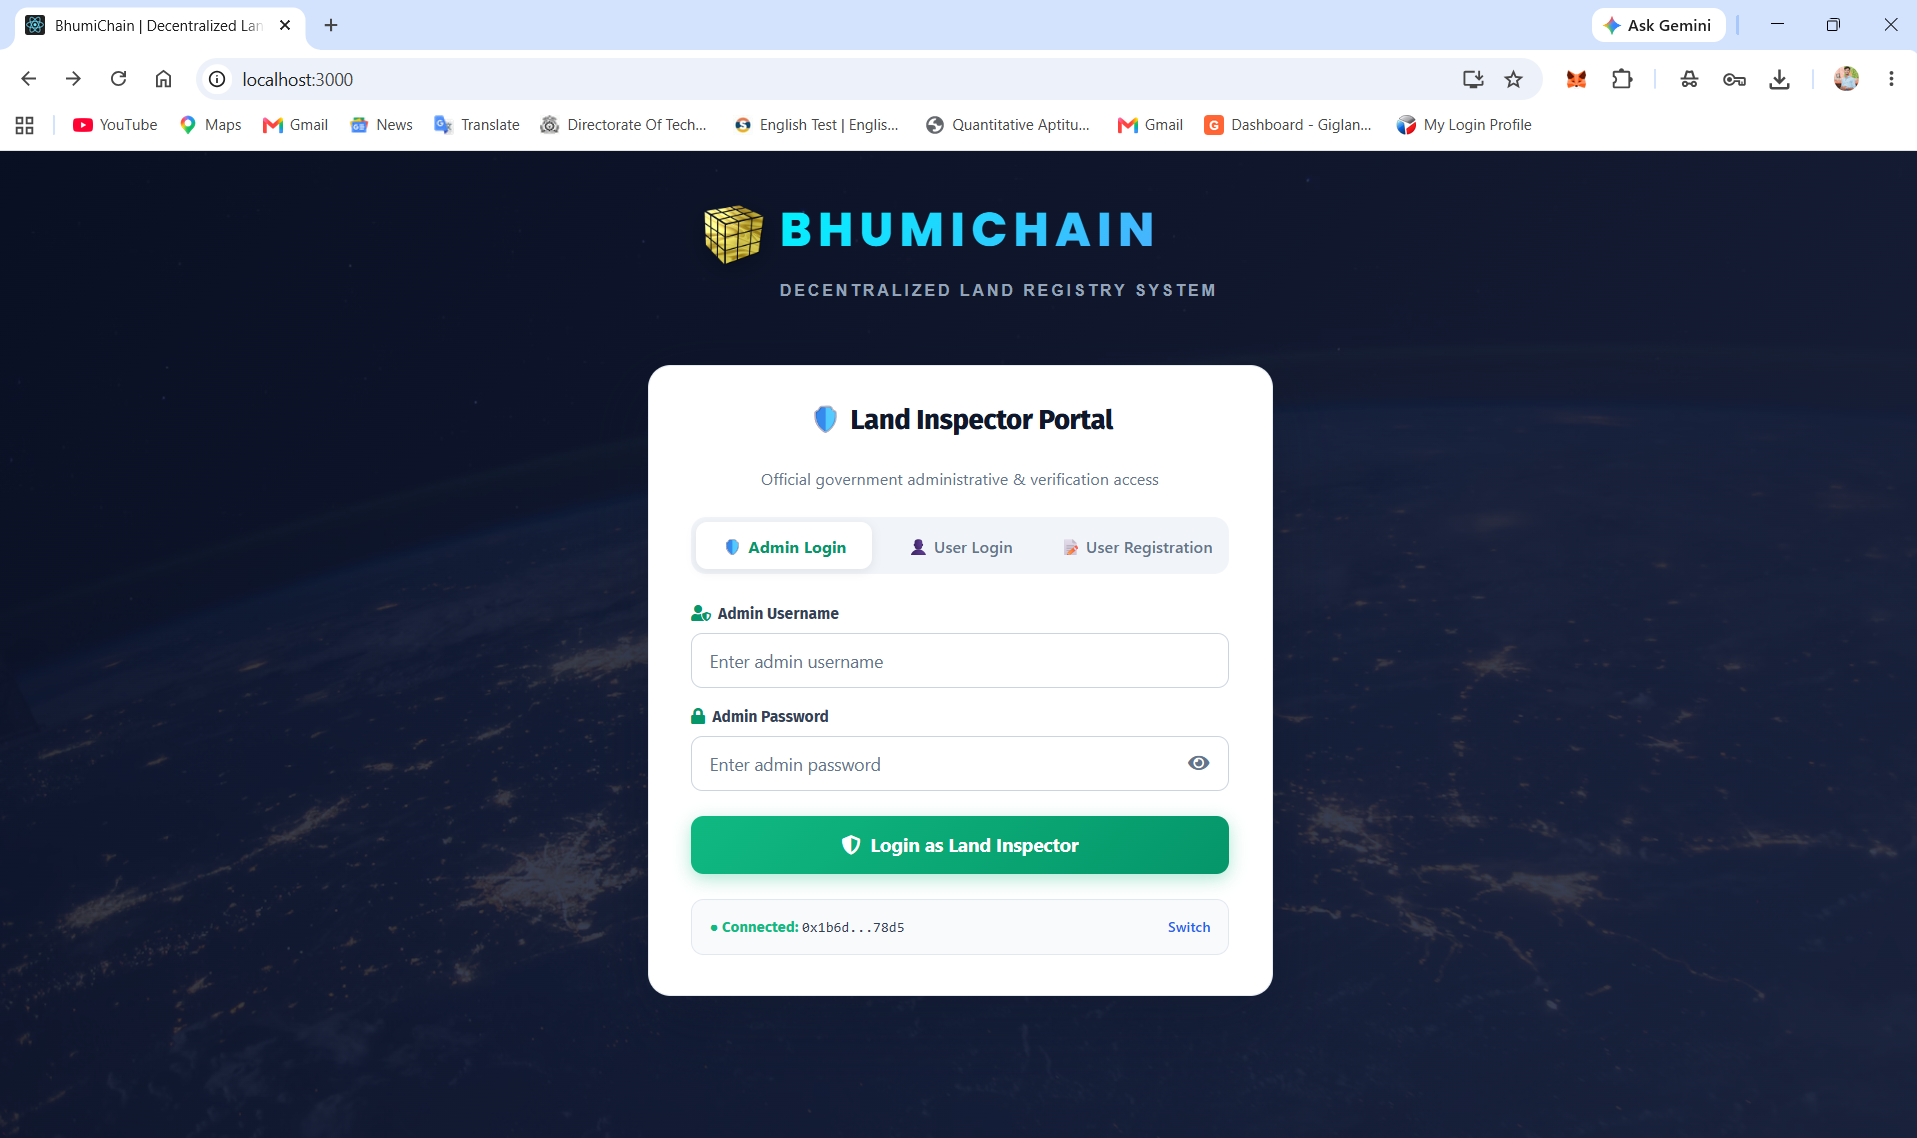 BhumiChain | Decentralized Lan
Ask Gemini
localhost:3000
YouTube
Maps
Gmail
News
Translate
Directorate Of Tech...
English Test | Englis...
Quantitative Aptitu...
Gmail
Dashboard - Giglan...
My Login Profile
BHUMICHAIN
DECENTRALIZED LAND REGISTRY SYSTEM
Land Inspector Portal
Official government administrative & verification access
Admin Login
User Login
User Registration
Admin Username
Enter admin username
Admin Password
Enter admin password
Login as Land Inspector
● Connected: 0x1b6d...78d5
Switch